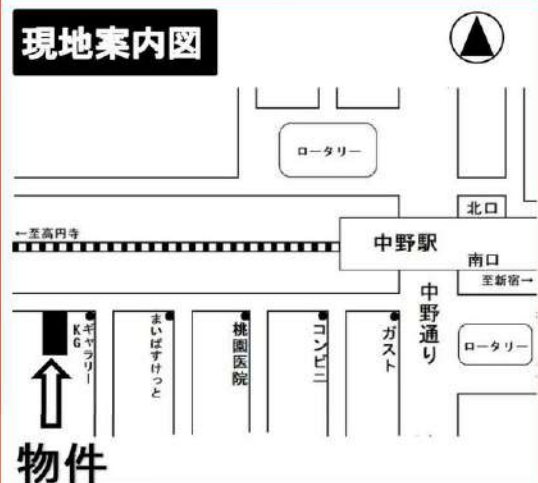 現地案内図
ロータリー
北口
←至高円寺
中野駅
南口
至新宿→
中野通り
ロータリー
ギャラリー
KG
まいばすけっと
桃園医院
コンビニ
ガスト
物件